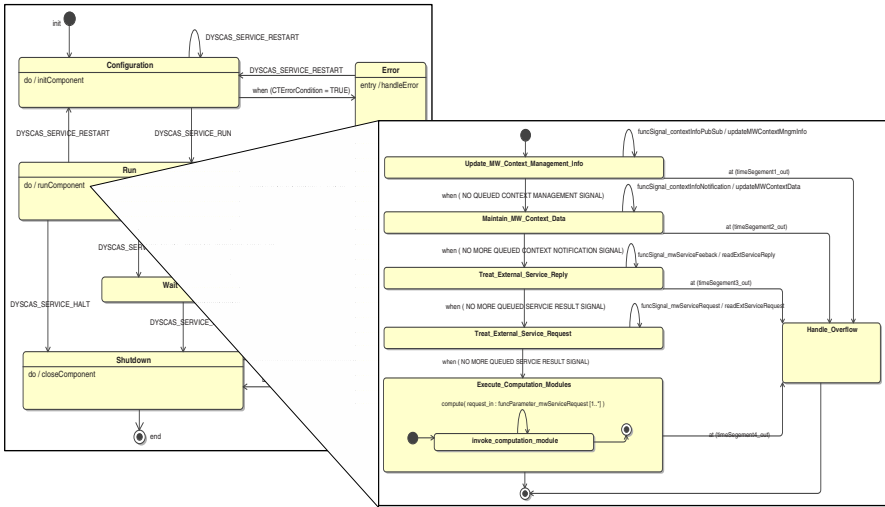 init
DYSCAS_SERVICE_RESTART
Configuration
do / initComponent
DYSCAS_SERVICE_RESTART
Error
entry / handleError
when (CTErrorCondition = TRUE)
DYSCAS_SERVICE_RESTART
DYSCAS_SERVICE_RUN
Run
do / runComponent
DYSCAS_SERV
Wait
DYSCAS_SERVICE_HALT
DYSCAS_SERVICE_
Shutdown
do / closeComponent
end
funcSignal_contextInfoPubSub / updateMWContextMngmInfo
Update_MW_Context_Management_Info
at (timeSegement1_out)
when ( NO QUEUED CONTEXT MANAGEMENT SIGNAL)
funcSignal_contextInfoNotification / updateMWContextData
Maintain_MW_Context_Data
at (timeSegement2_out)
when ( NO MORE QUEUED CONTEXT NOTIFICATION SIGNAL)
funcSignal_mwServiceFeeback / readExtServiceReply
Treat_External_Service_Reply
at (timeSegement3_out)
when ( NO MORE QUEUED SERVCIE RESULT SIGNAL)
funcSignal_mwServiceRequest / readExtServiceRequest
Treat_External_Service_Request
Handle_Overflow
when ( NO MORE QUEUED SERVCIE RESULT SIGNAL)
Execute_Computation_Modules
compute( request_in : funcParameter_mwServiceRequest [1..*] )
invoke_computation_module
at (timeSegement4_out)